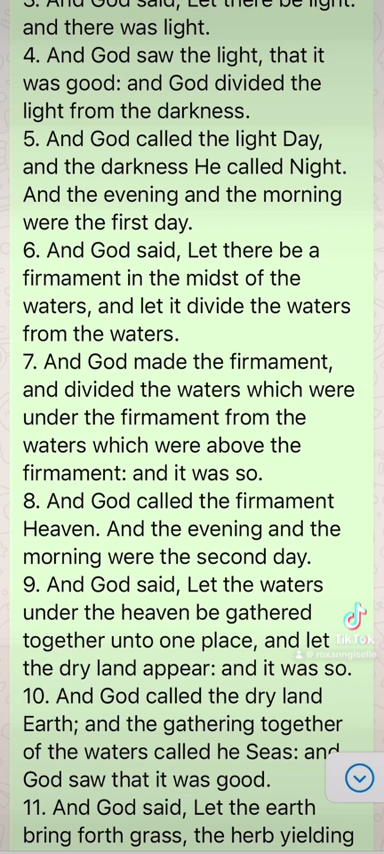 3. And God said, Let there be light:
and there was light.
4. And God saw the light, that it
was good: and God divided the
light from the darkness.
5. And God called the light Day,
and the darkness He called Night.
And the evening and the morning
were the first day.
6. And God said, Let there be a
firmament in the midst of the
waters, and let it divide the waters
from the waters.
7. And God made the firmament,
and divided the waters which were
under the firmament from the
waters which were above the
firmament: and it was so.
8. And God called the firmament
Heaven. And the evening and the
morning were the second day.
9. And God said, Let the waters
under the heaven be gathered
together unto one place, and let
the dry land appear: and it was so.
10. And God called the dry land
Earth; and the gathering together
of the waters called he Seas: and
God saw that it was good.
11. And God said, Let the earth
bring forth grass, the herb yielding
TikTok